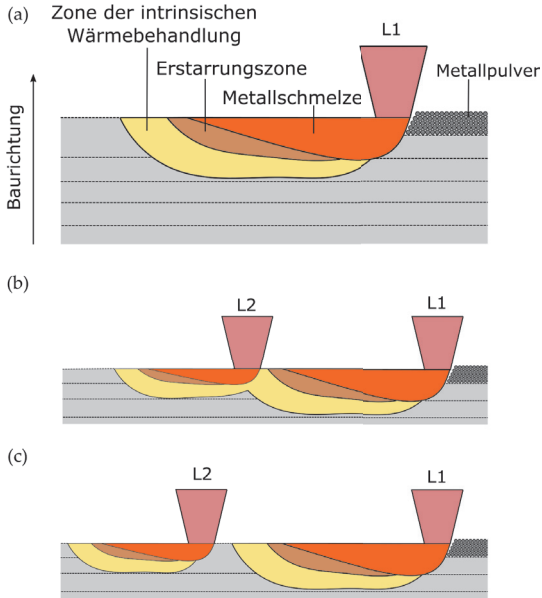 (a)
Zone der intrinsischen
Wärmebehandlung
L1
Erstarrungszone
Metallpulver
Metallschmelze
Baurichtung
(b)
L2
L1
(c)
L2
L1